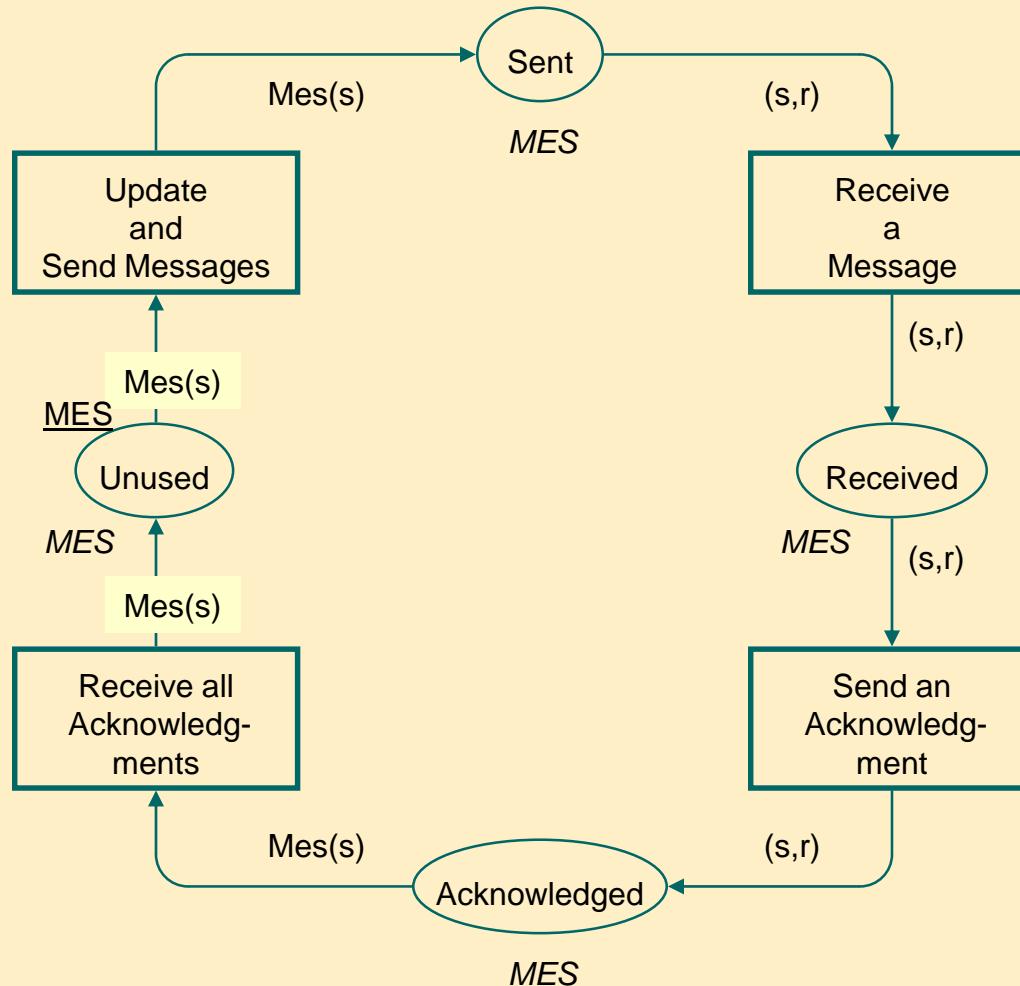 Sent
Mes(s)
(s,r)
MES
Update
and
Send Messages
Receive
a
Message
(s,r)
Mes(s)
MES
Unused
Received
MES
MES
(s,r)
Mes(s)
Receive all
Acknowledg-
ments
Send an
Acknowledg-
ment
Mes(s)
(s,r)
Acknowledged
MES